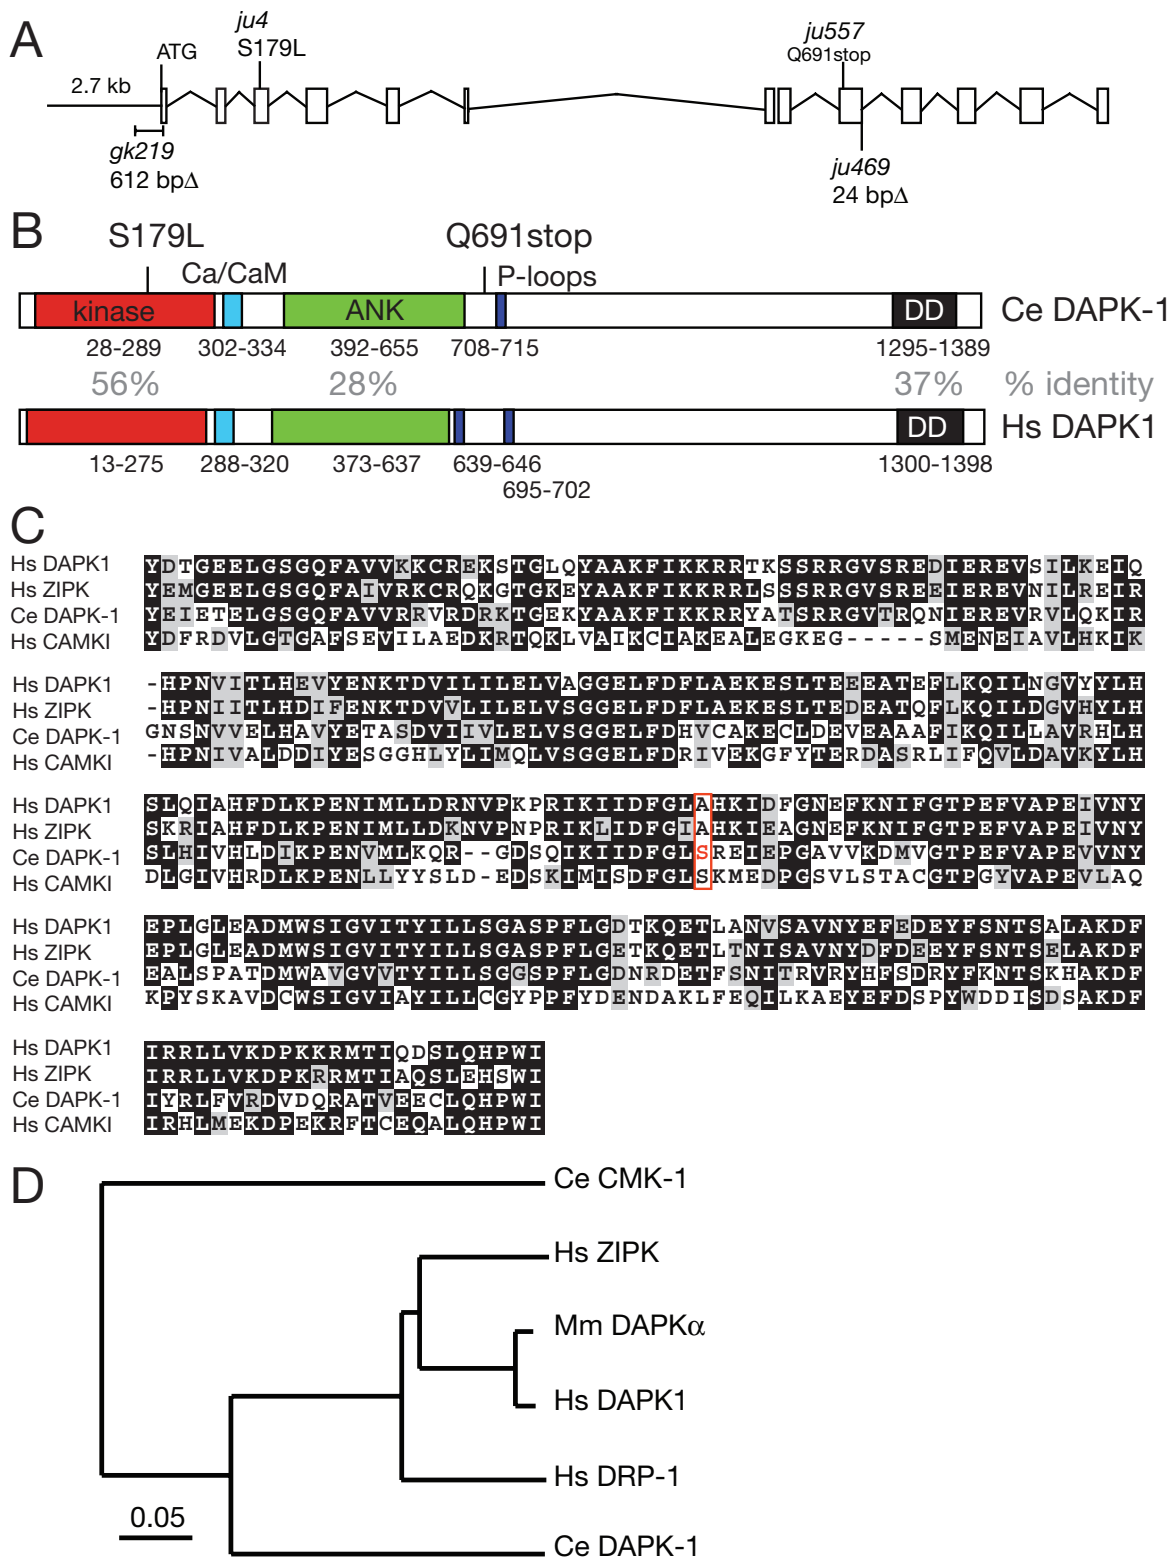 A
ju4
S179L
ATG
2.7 kb
gk219
612 bpΔ
ju557
Q691stop
ju469
24 bpΔ
B
S179L
Q691stop
Ca/CaM
P-loops
kinase
ANK
DD
Ce DAPK-1
28-289
302-334
392-655
708-715
1295-1389
56%
28%
37%
% identity
DD
Hs DAPK1
13-275
288-320
373-637
639-646
1300-1398
695-702
C
Hs DAPK1 YDTGEELGSGQFAVVKKCREKSTGLQYAAKFIKKRRTKSSRRGVSREDIEREVSILKEIQ
Hs ZIPK YEMGEELGSGQFAIVRKCRQKGTGKEYAAKFIKKRRLSSSRRGVSREEIEREVNILREIR
Ce DAPK-1 YEIETELGSGQFAVVRRVRDRKTGEKYAAKFIKKRRYATSRRGVTRQNIEREVRVLQKIR
Hs CAMKI YDFRDVLGTGAFSEVILAEDKRTQKLVAIKCIAKEALEGKEG-----SMENEIAVLHKIK
Hs DAPK1 -HPNVITLHEVYENKTDVILILELVAGGELFDFLAEKESLTEEEATEFLKQILNGVYYLH
Hs ZIPK -HPNIITLHDIFENKTDVVLILELVSGGELFDFLAEKESLTEDEATQFLKQILDGVHYLH
Ce DAPK-1 GNSNVVELHAVYETASDVIIVLELVSGGELFDHVCAKECLDEVEAAAFIKQILLAVRHLH
Hs CAMKI -HPNIVALDDIYESGGHLYLIMQLVSGGELFDRIVEKGFYTERDASRLIFQVLDAVKYLH
Hs DAPK1 SLQIAHFDLKPENIMLLDRNVPKPRIKIIDFGLAHKIDFGNEFKNIFGTPEFVAPEIVNY
Hs ZIPK SKRIAHFDLKPENIMLLDKNVPNPRIKLIDFGIAHKIEAGNEFKNIFGTPEFVAPEIVNY
Ce DAPK-1 SLHIVHLDIKPENVMLKQR--GDSQIKIIDFGLSREIEPGAVVKDMVGTPEFVAPEVVNY
Hs CAMKI DLGIVHRDLKPENLLYYSLD-EDSKIMISDFGLSKMEDPGSVLSTACGTPGYVAPEVLAQ
Hs DAPK1 EPLGLEADMWSIGVITYILLSGASPFLGDTKQETLANVSAVNYEFEDEYFSNTSALAKDF
Hs ZIPK EPLGLEADMWSIGVITYILLSGASPFLGETKQETLTNISAVNYDFDEEYFSNTSELAKDF
Ce DAPK-1 EALSPATDMWAVGVVTYILLSGGSPFLGDNRDETFSNITRVRYHFSDRYFKNTSKHAKDF
Hs CAMKI KPYSKAVDCWSIGVIAYILLCGYPPFYDENDAKLFEQILKAEYEFDSPYWDDISDSAKDF
Hs DAPK1 IRRLLVKDPKKRMTIQDSLQHPWI
Hs ZIPK IRRLLVKDPKRRMTIAQSLEHSWI
Ce DAPK-1 IYRLFVRDVDQRATVEECLQHPWI
Hs CAMKI IRHLMEKDPEKRFTCEQALQHPWI
D
Ce CMK-1
Hs ZIPK
Mm DAPKα
Hs DAPK1
Hs DRP-1
0.05
Ce DAPK-1